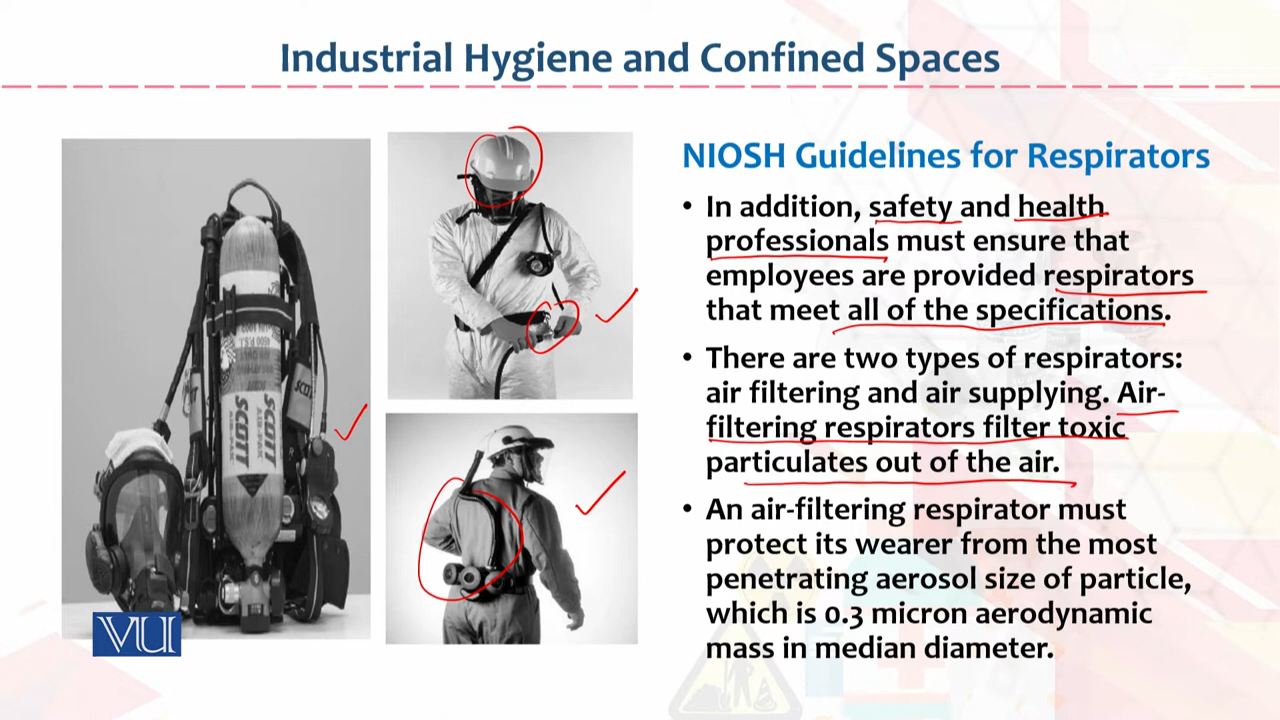 Industrial Hygiene and Confined Spaces
NIOSH Guidelines for Respirators
• In addition, safety and health
professionals must ensure that
employees are provided respirators
that meet all of the specifications.
• There are two types of respirators:
air filtering and air supplying. Air-
filtering respirators filter toxic
particulates out of the air.
• An air-filtering respirator must
protect its wearer from the most
penetrating aerosol size of particle,
which is 0.3 micron aerodynamic
mass in median diameter.
SCOTT
SCOTT
VU